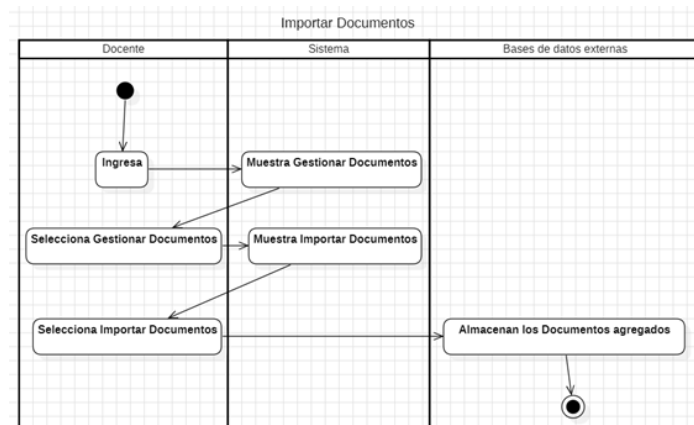 Importar Documentos
Docente
Sistema
Bases de datos externas
Ingresa
Muestra Gestionar Documentos
Selecciona Gestionar Documentos
Muestra Importar Documentos
Selecciona Importar Documentos
Almacenan los Documentos agregados